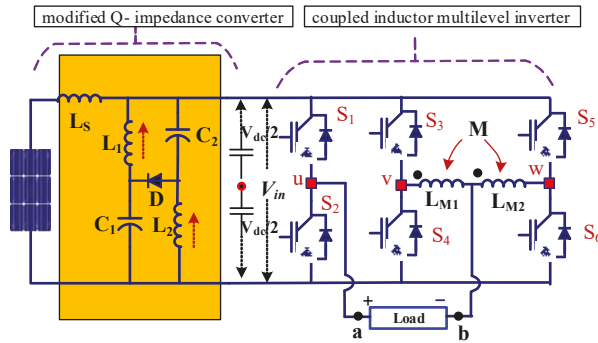 modified Q- impedance converter
coupled inductor multilevel inverter
LS
L1
C2
D
C1
L2
Vdc/2
Vdc/2
Vin
S1
S2
S3
S4
S5
S6
u
v
w
M
LM1
LM2
+
−
Load
a
b